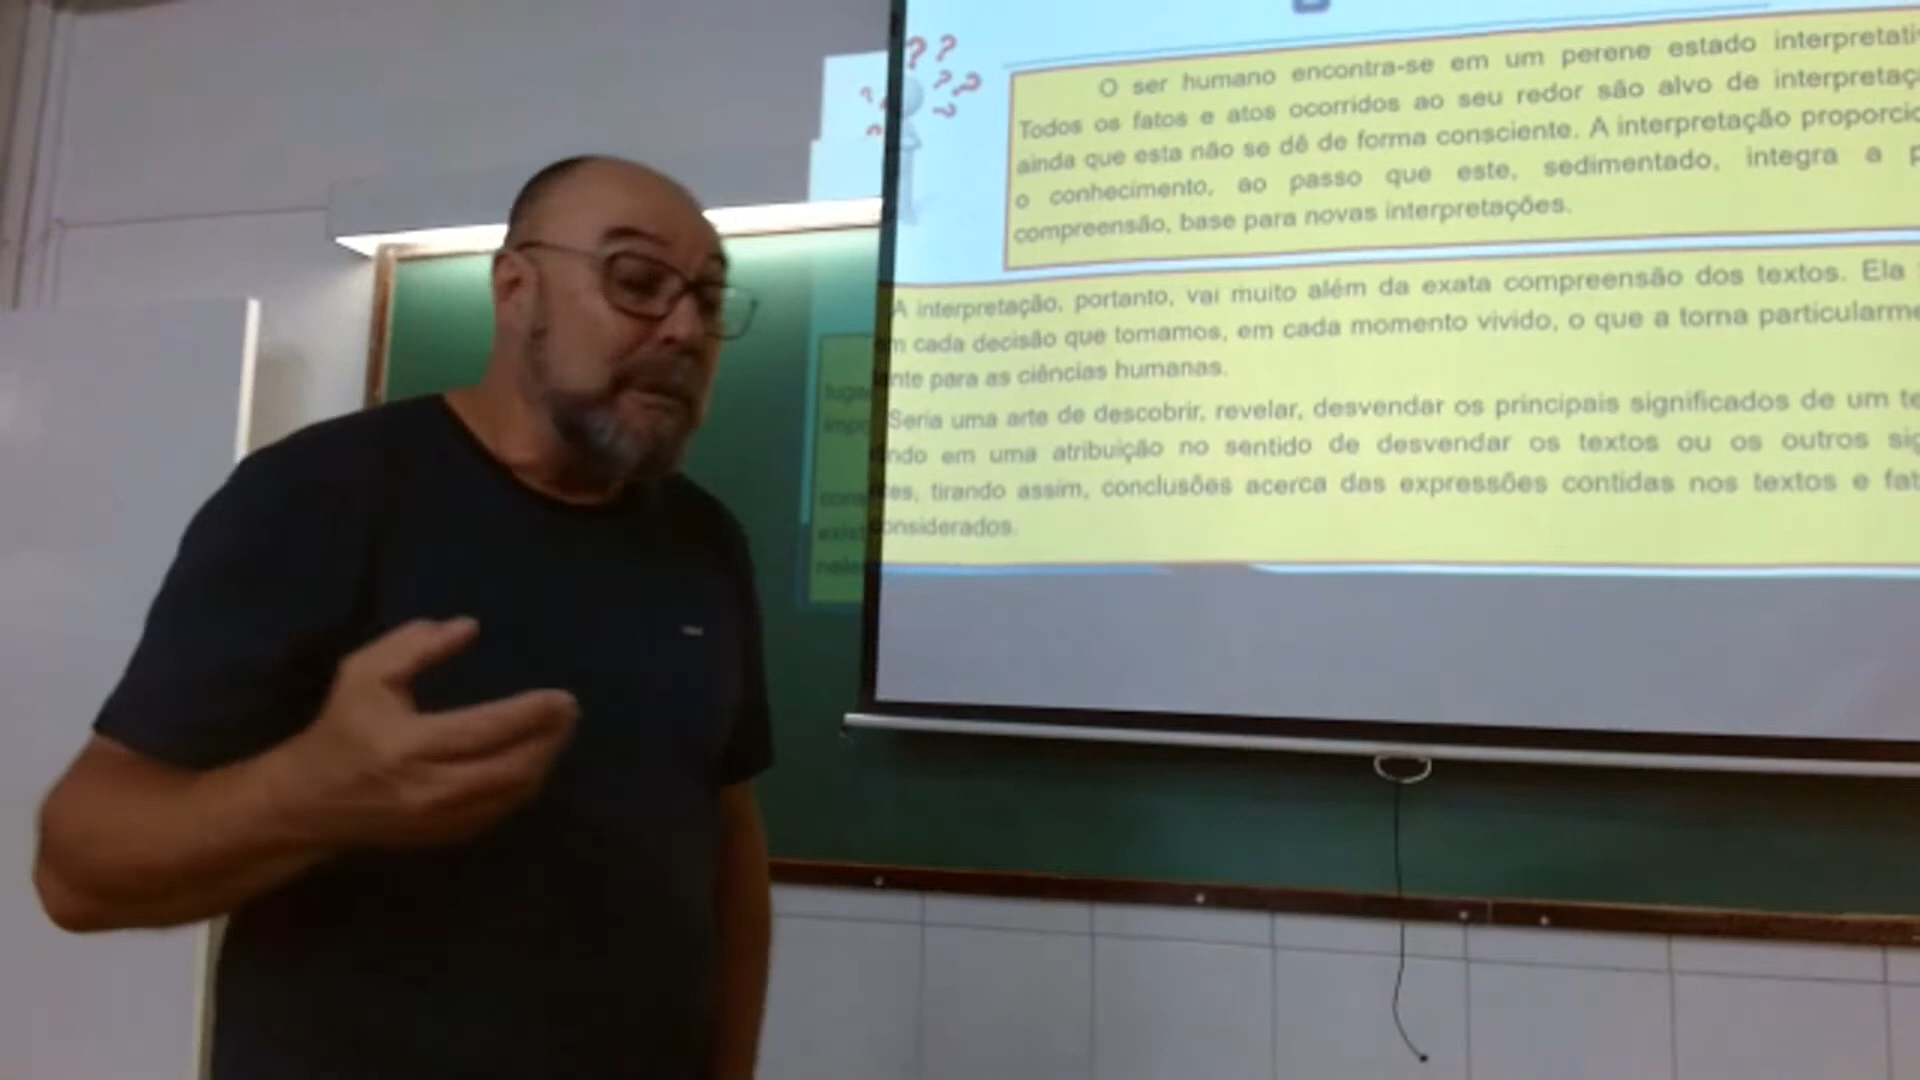 ? ?
? ?
? ?
?
?
O ser humano encontra-se em um perene estado
Todos os fatos e atos ocorridos ao seu redor são alvo de
ainda que esta não se dê de forma consciente. A interpretação
o conhecimento, ao passo que este, sedimentado, integra a
compreensão, base para novas interpretações.
A interpretação, portanto, vai muito além da exata compreensão dos textos. Ela
cada decisão que tomamos, em cada momento vivido, o que a torna
para as ciências humanas.
Seria uma arte de descobrir, revelar, desvendar os principais significados de um
em uma atribuição no sentido de desvendar os textos ou os outros
tirando assim, conclusões acerca das expressões contidas nos textos e